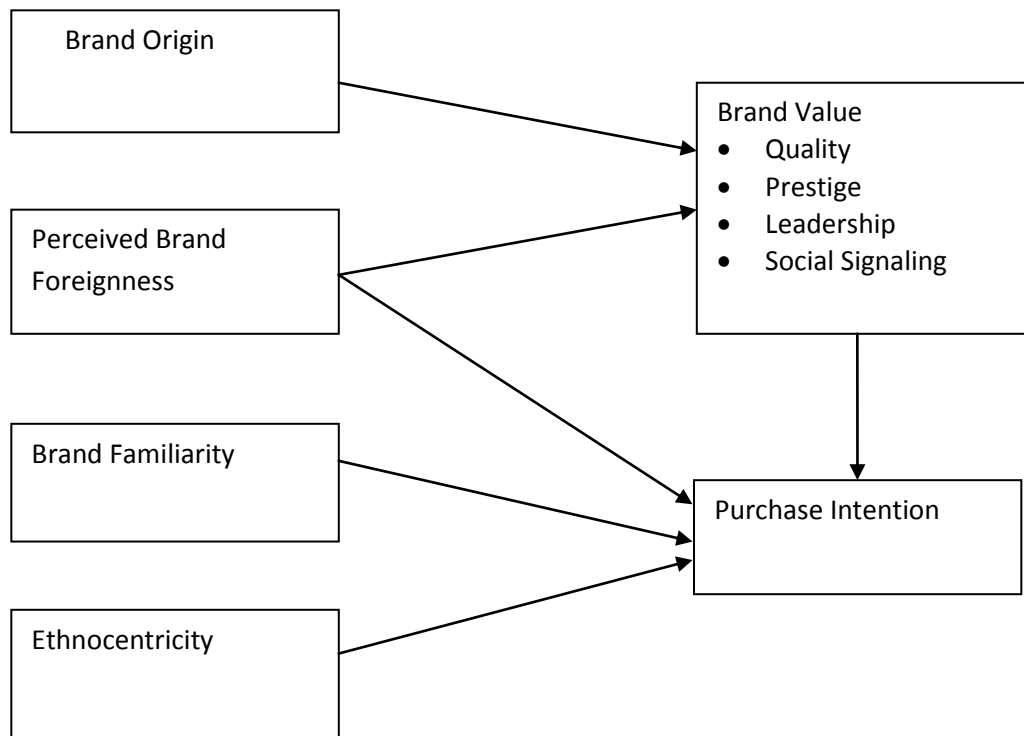 Brand Origin
Perceived Brand
Foreignness
Brand Familiarity
Ethnocentricity
Brand Value
• Quality
• Prestige
• Leadership
• Social Signaling
Purchase Intention